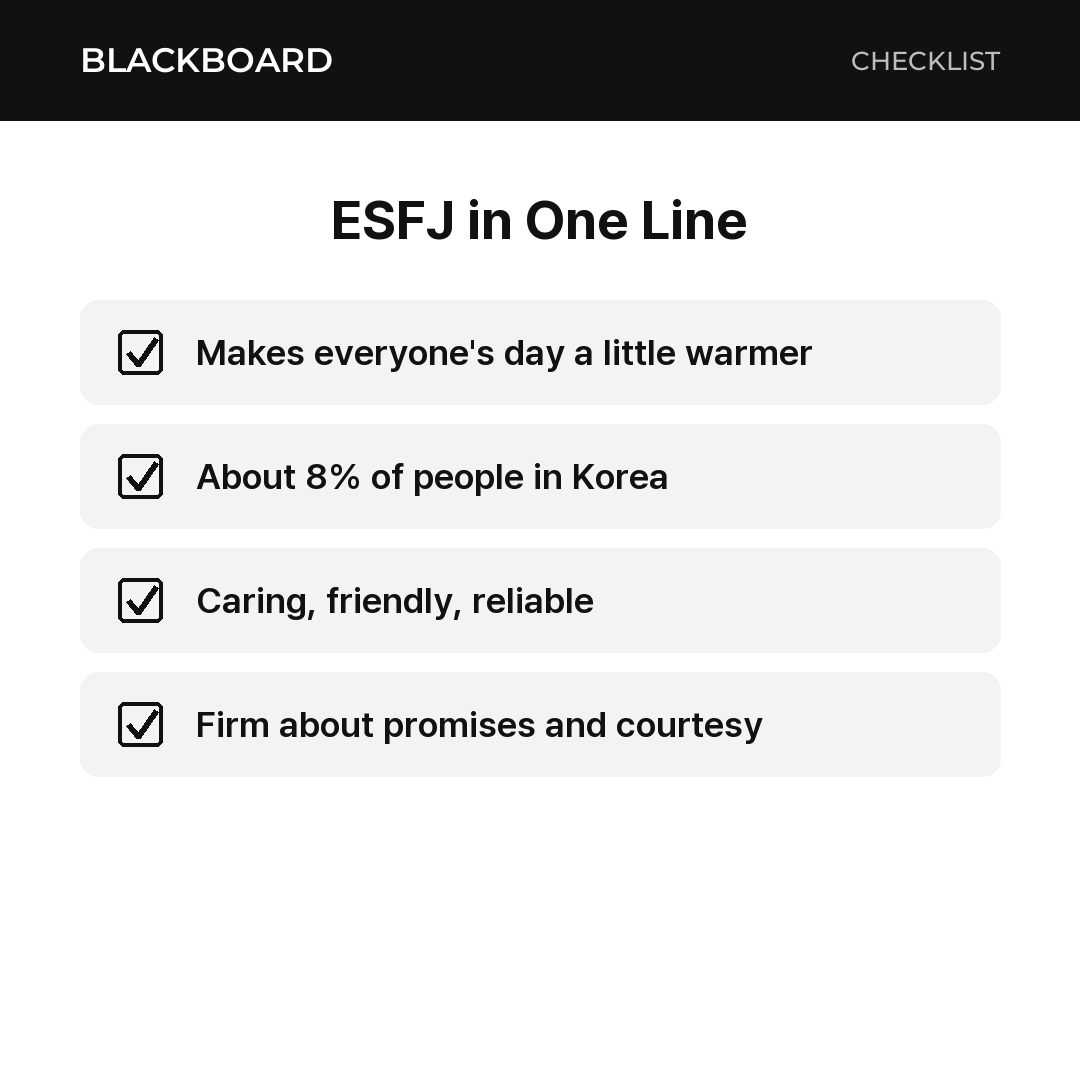 BLACKBOARD
CHECKLIST
ESFJ in One Line
Makes everyone's day a little warmer
About 8% of people in Korea
Caring, friendly, reliable
Firm about promises and courtesy